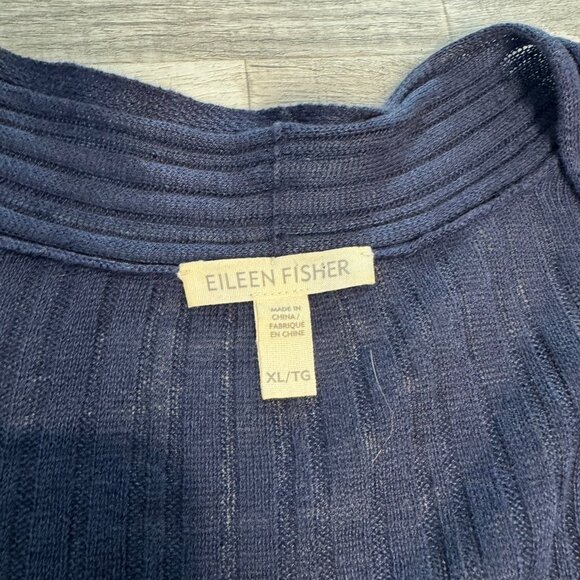 EILEEN FISHER
MADE IN
CHINA/
FABRIQUÉ
EN CHINE
XL/TG